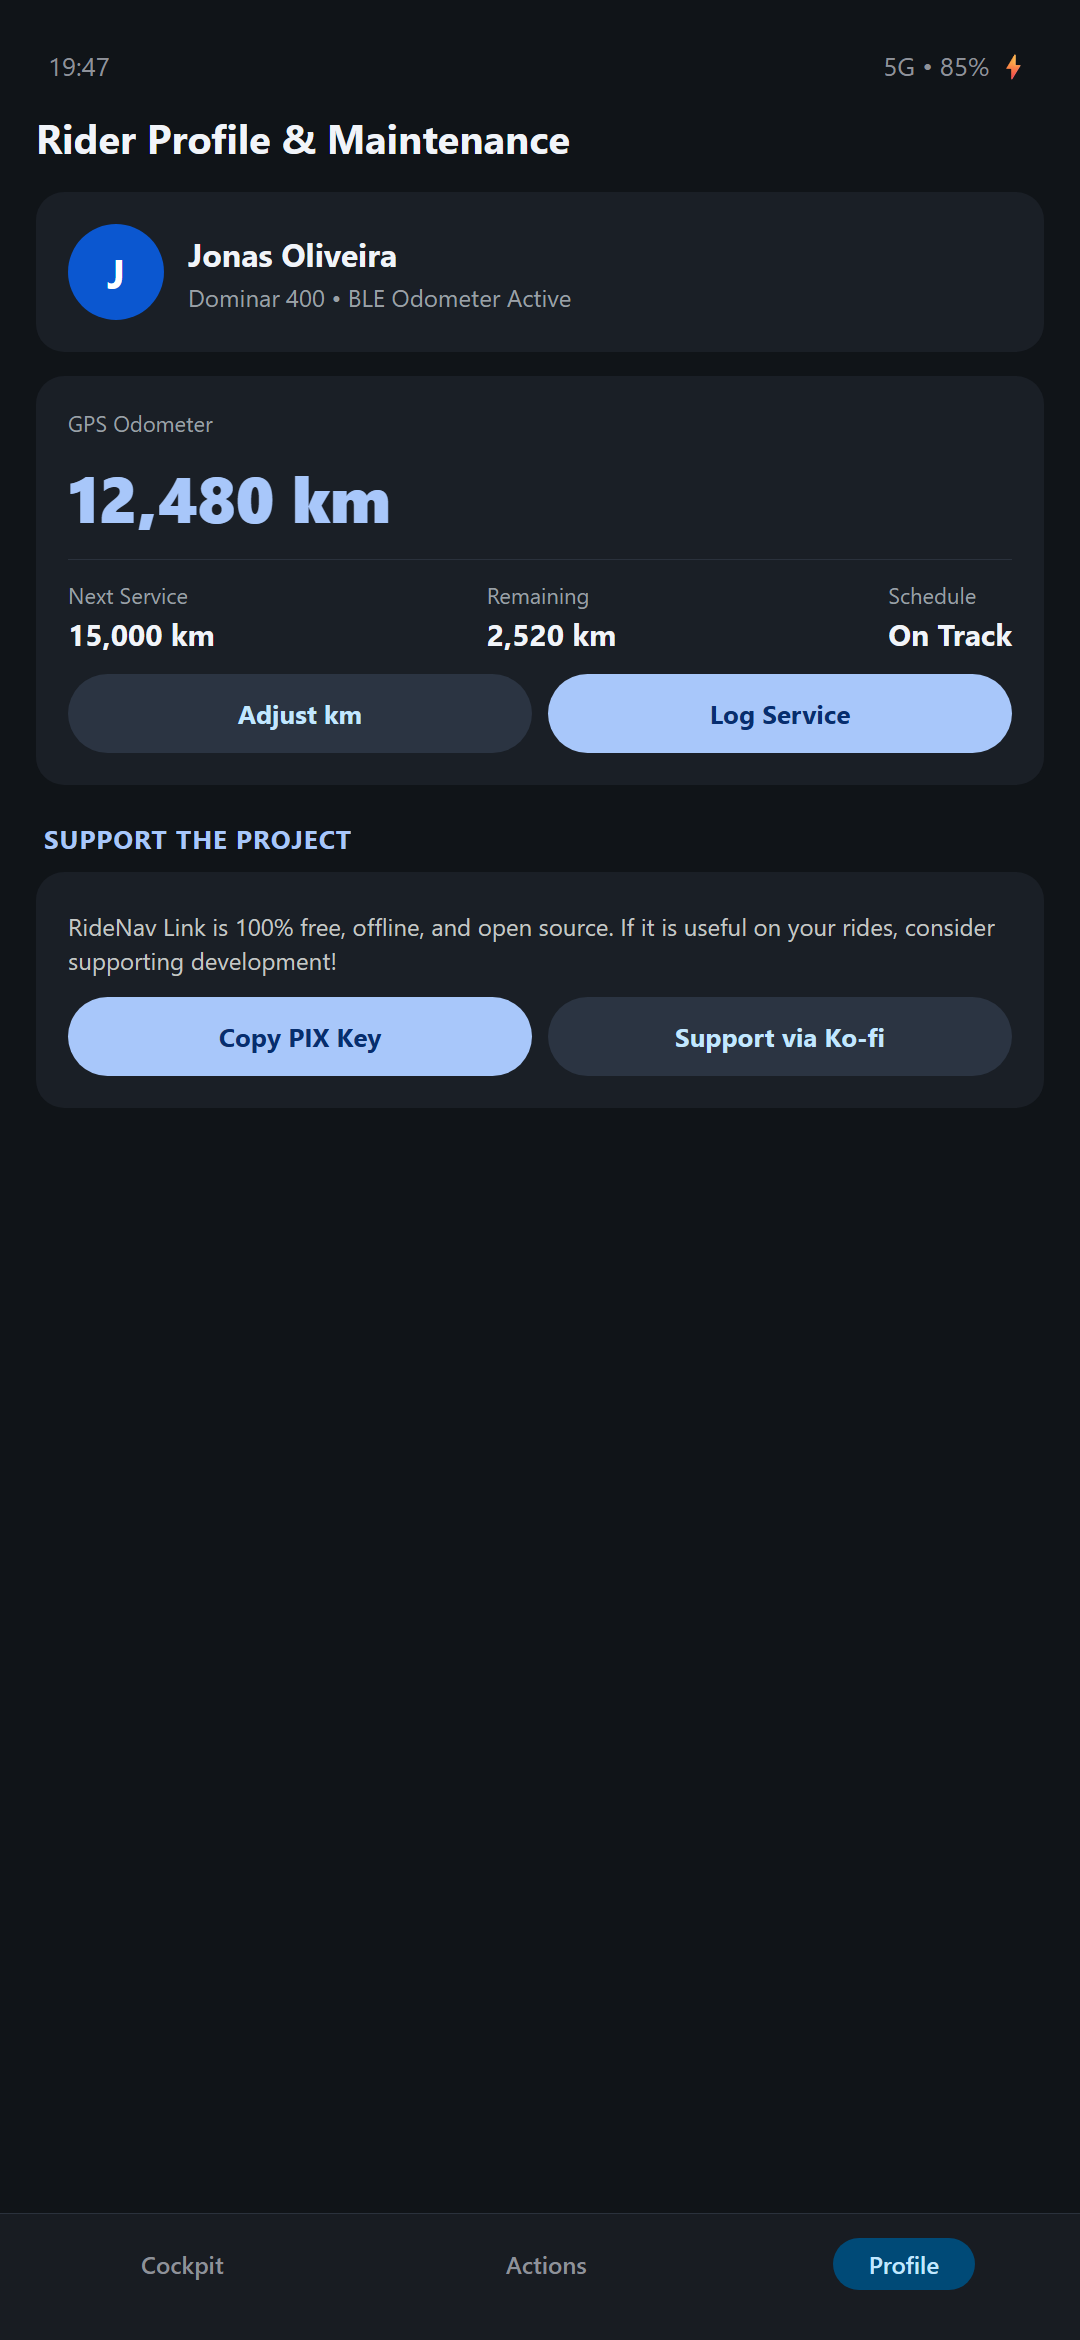 19:47
5G • 85%
Rider Profile & Maintenance
J
Jonas Oliveira
Dominar 400 • BLE Odometer Active
GPS Odometer
12,480 km
Next Service
15,000 km
Remaining
2,520 km
Schedule
On Track
Adjust km
Log Service
SUPPORT THE PROJECT
RideNav Link is 100% free, offline, and open source. If it is useful on your rides, consider
supporting development!
Copy PIX Key
Support via Ko-fi
Cockpit
Actions
Profile